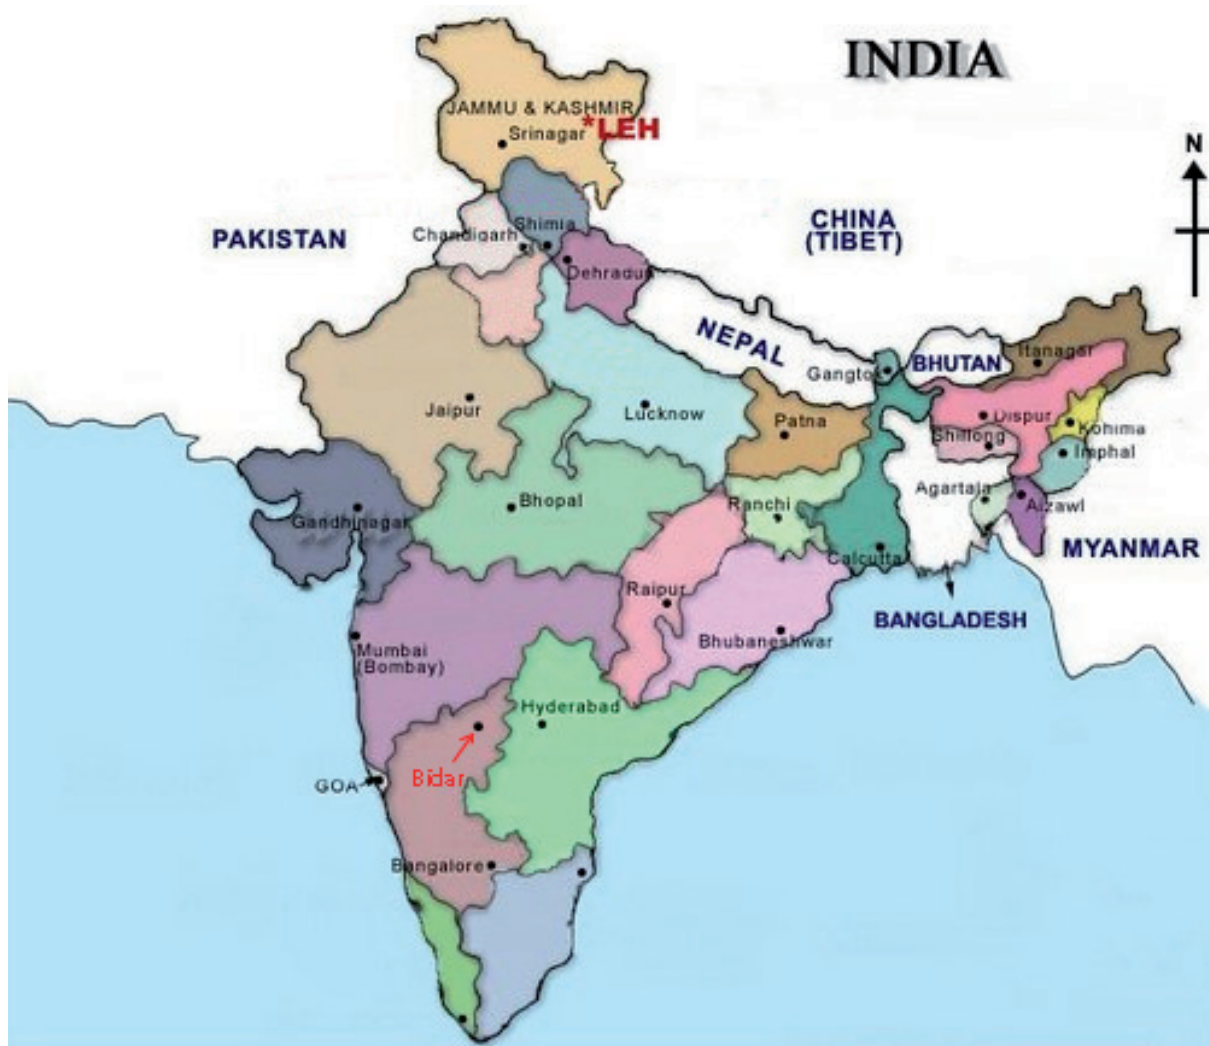 INDIA
JAMMU & KASHMIR
Srinagar
*LEH
N
PAKISTAN
CHINA
(TIBET)
Shimla
Chandigarh
Dehradun
NEPAL
BHUTAN
Itanagar
Gangtok
Jaipur
Lucknow
Patna
Dispur
Kohima
Shillong
Imphal
Bhopal
Ranchi
Agartala
Aizawl
Gandhinagar
Calcutta
MYANMAR
Raipur
BANGLADESH
Bhubaneshwar
Mumbai
(Bombay)
Hyderabad
Bidar
GOA
Bangalore